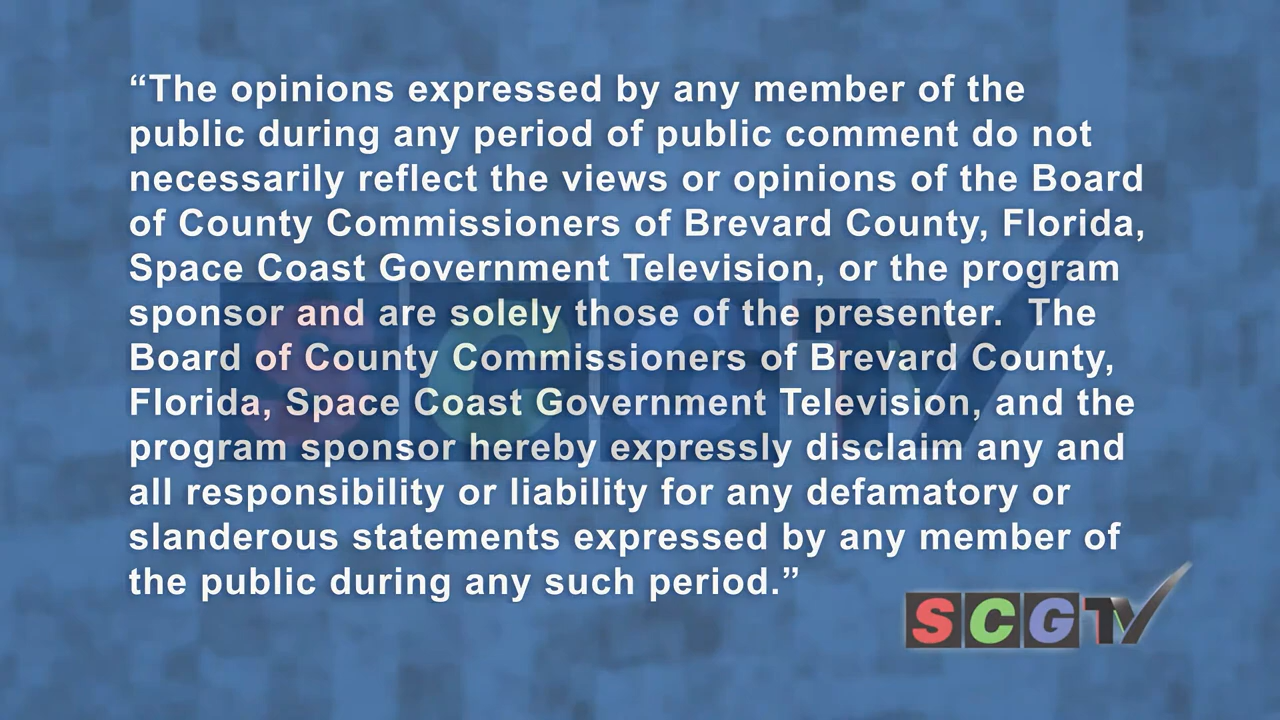 “The opinions expressed by any member of the
public during any period of public comment do not
necessarily reflect the views or opinions of the Board
of County Commissioners of Brevard County, Florida,
Space Coast Government Television, or the program
sponsor and are solely those of the presenter.  The
Board of County Commissioners of Brevard County,
Florida, Space Coast Government Television, and the
program sponsor hereby expressly disclaim any and
all responsibility or liability for any defamatory or
slanderous statements expressed by any member of
the public during any such period.”
SCGTV